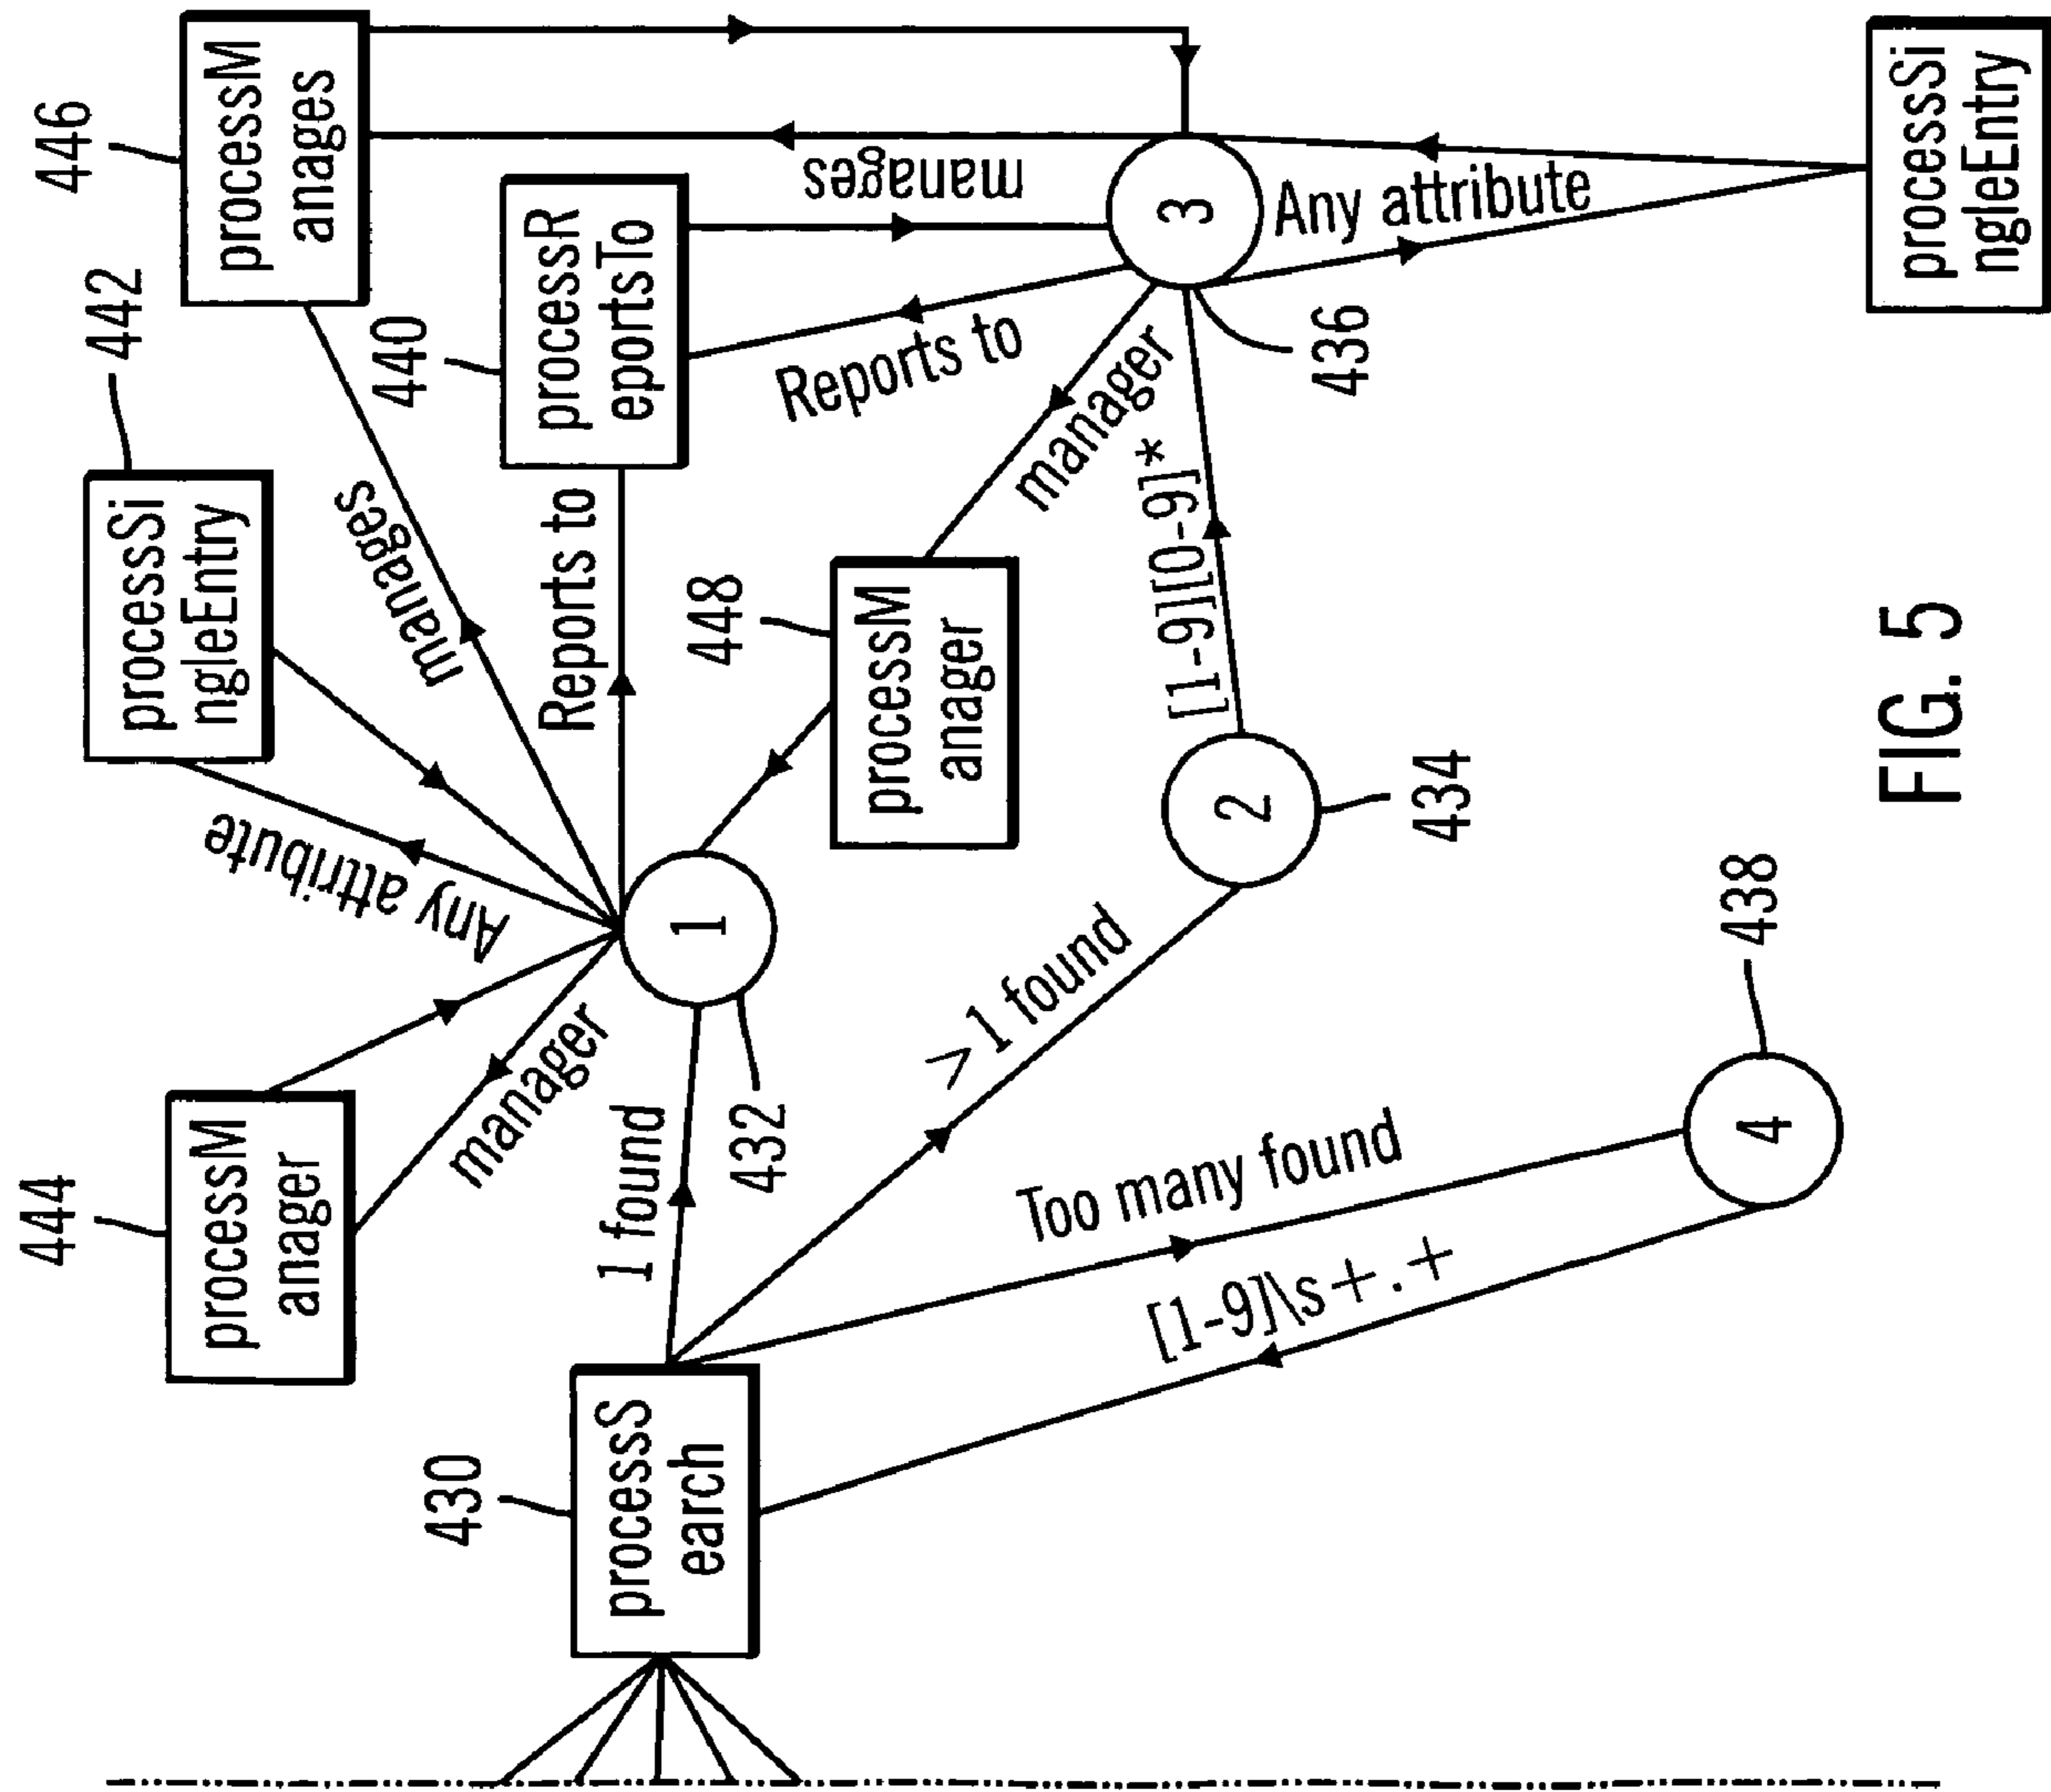 444
processM
anager
442
processSi
ngleEntry
446
processM
anages
Any attribute
manages
manager
440
processR
eportsTo
Reports to
manages
430
processS
earch
1 found
1
432
448
processM
anager
Reports to
manager
3
Any attribute
436
> 1 found
2
434
[1-9][0-9]*
Too many found
[1-9]\s+.+
4
438
processSi
ngleEntry
FIG. 5